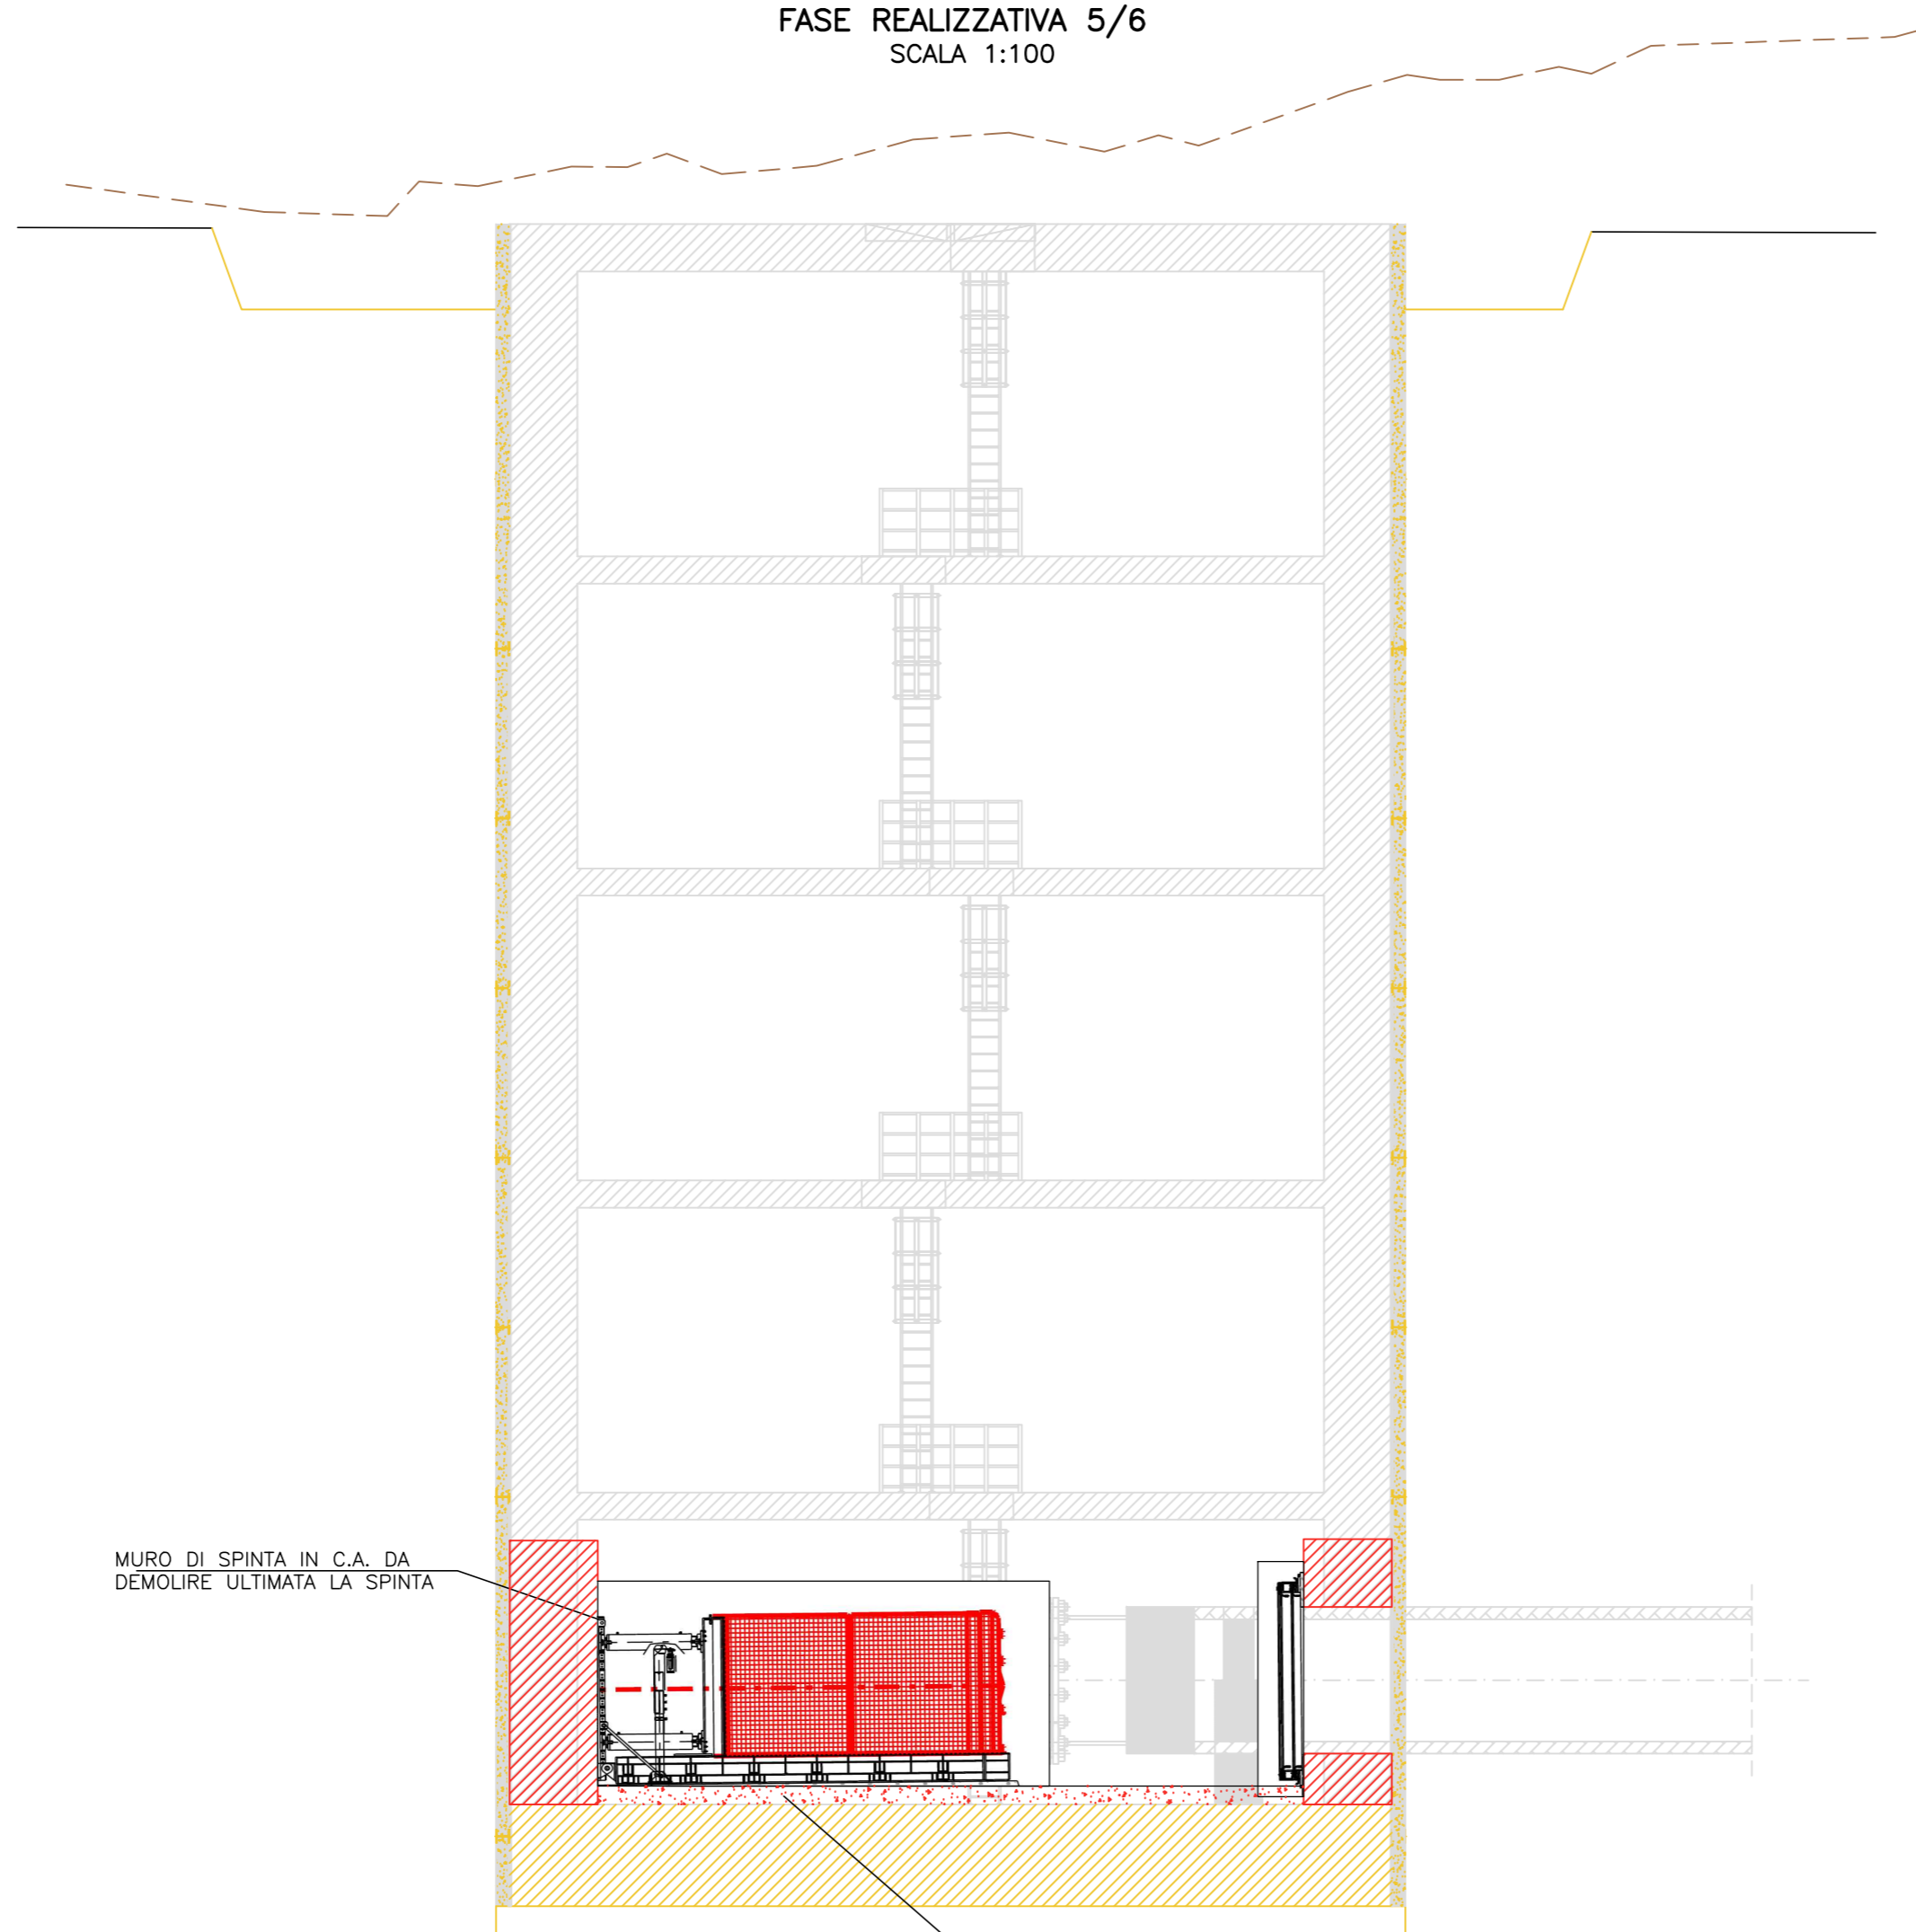 FASE REALIZZATIVA 5/6
SCALA 1:100
MURO DI SPINTA IN C.A. DA
DEMOLIRE ULTIMATA LA SPINTA